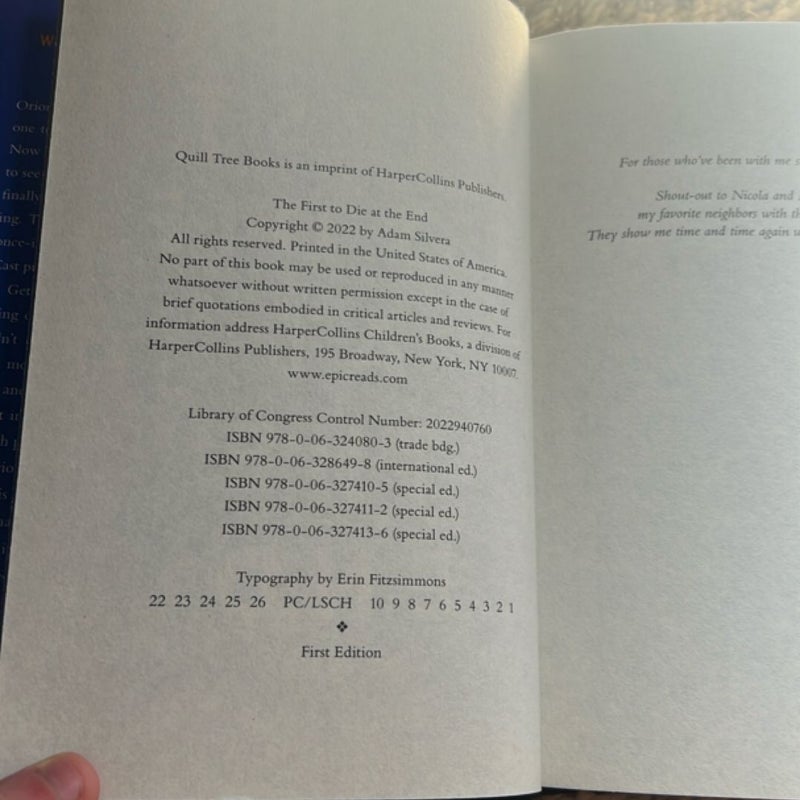 Quill Tree Books is an imprint of HarperCollins Publishers.
The First to Die at the End
Copyright © 2022 by Adam Silvera
All rights reserved. Printed in the United States of America.
No part of this book may be used or reproduced in any manner
whatsoever without written permission except in the case of
brief quotations embodied in critical articles and reviews. For
information address HarperCollins Children's Books, a division of
HarperCollins Publishers, 195 Broadway, New York, NY 10007.
www.epicreads.com
Library of Congress Control Number: 2022940760
ISBN 978-0-06-324080-3 (trade bdg.)
ISBN 978-0-06-328649-8 (international ed.)
ISBN 978-0-06-327410-5 (special ed.)
ISBN 978-0-06-327411-2 (special ed.)
ISBN 978-0-06-327413-6 (special ed.)
Typography by Erin Fitzsimmons
22 23 24 25 26 PC/LSCH 10 9 8 7 6 5 4 3 2 1
❖
First Edition
For those who've been with me
Shout-out to Nicola and
my favorite neighbors with
They show me time and time again
one
Now
to see
finally
Get